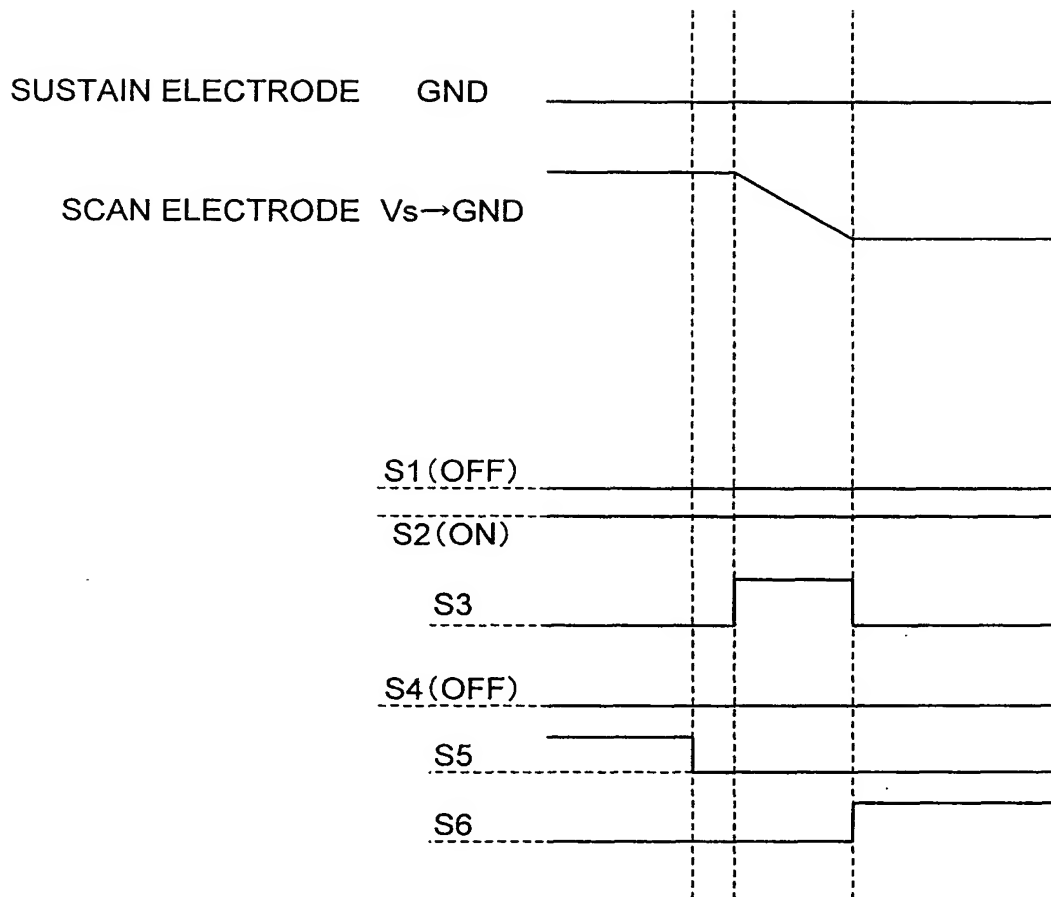 SUSTAIN ELECTRODE GND
SCAN ELECTRODE Vs→GND
S1(OFF)
S2(ON)
S3
S4(OFF)
S5
S6